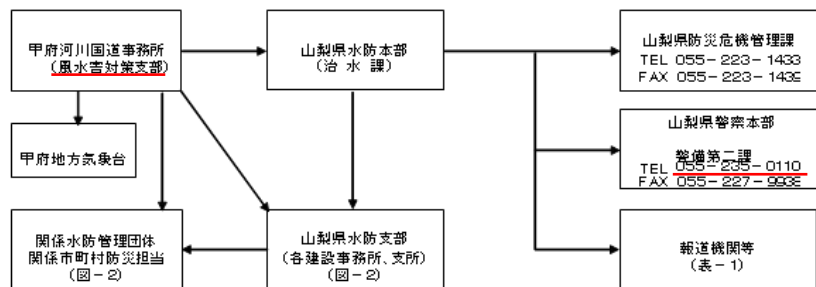 甲府河川国道事務所
(風水害対策支部)
山梨県水防本部
(治 水 課)
山梨県防災危機管理課
TEL 055-223-1433
FAX 055-223-1439
甲府地方気象台
山梨県警察本部
警備第二課
TEL 055-235-0110
FAX 055-227-9938
関係水防管理団体
関係市町村防災担当
(図-2)
山梨県水防支部
(各建設事務所、支所)
(図-2)
報道機関等
(表-1)